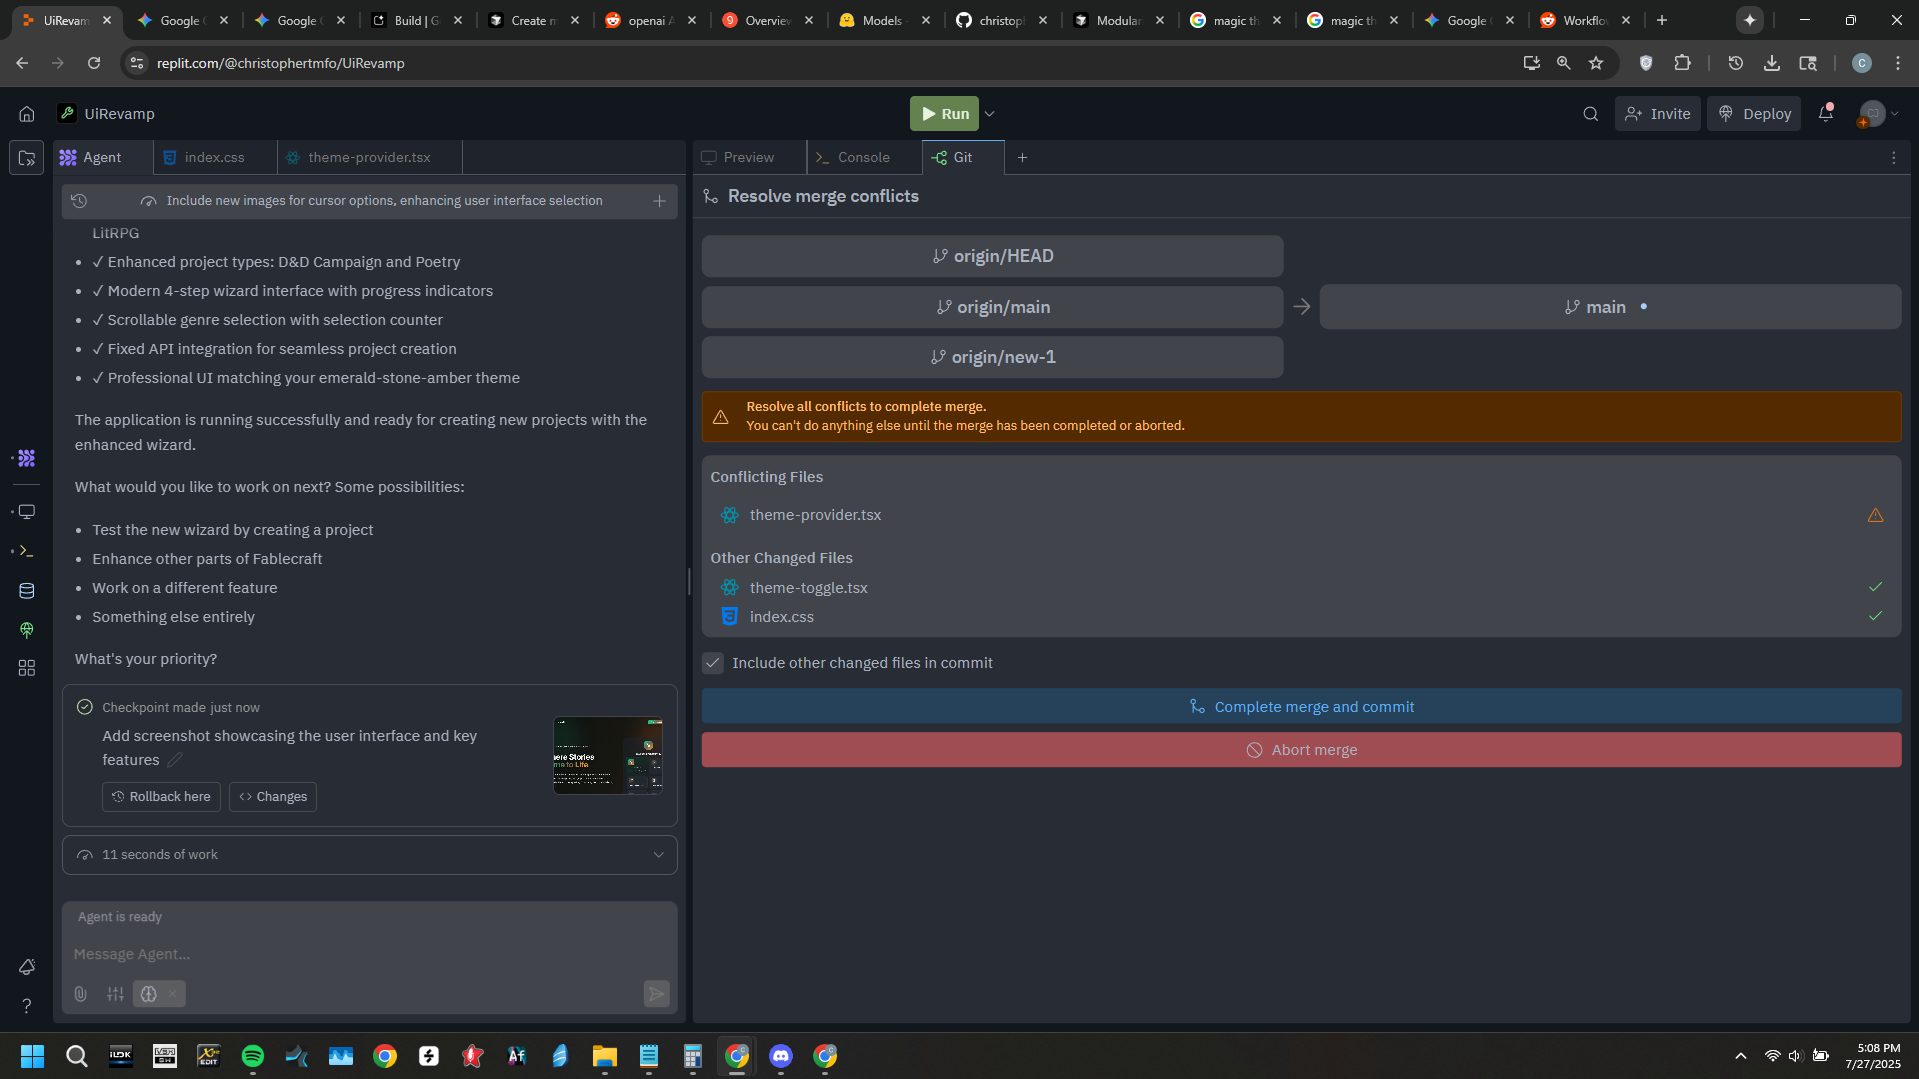 UiRevam
Google
Google
Build | G
Create m
openai
Overview
Models
christop
Modular
magic th
magic th
Google
Workflo
replit.com/@christophertmfo/UiRevamp
C
UiRevamp
Run
Invite
Deploy
Agent
index.css
theme-provider.tsx
Preview
Console
Git
Include new images for cursor options, enhancing user interface selection
LitRPG
✓ Enhanced project types: D&D Campaign and Poetry
✓ Modern 4-step wizard interface with progress indicators
✓ Scrollable genre selection with selection counter
✓ Fixed API integration for seamless project creation
✓ Professional UI matching your emerald-stone-amber theme
The application is running successfully and ready for creating new projects with the
enhanced wizard.
What would you like to work on next? Some possibilities:
Test the new wizard by creating a project
Enhance other parts of Fablecraft
Work on a different feature
Something else entirely
What's your priority?
Checkpoint made just now
Add screenshot showcasing the user interface and key
features
Rollback here
Changes
11 seconds of work
Agent is ready
Message Agent...
Resolve merge conflicts
origin/HEAD
origin/main
origin/new-1
main
Resolve all conflicts to complete merge.
You can't do anything else until the merge has been completed or aborted.
Conflicting Files
theme-provider.tsx
Other Changed Files
theme-toggle.tsx
index.css
Include other changed files in commit
Complete merge and commit
Abort merge
5:08 PM
7/27/2025